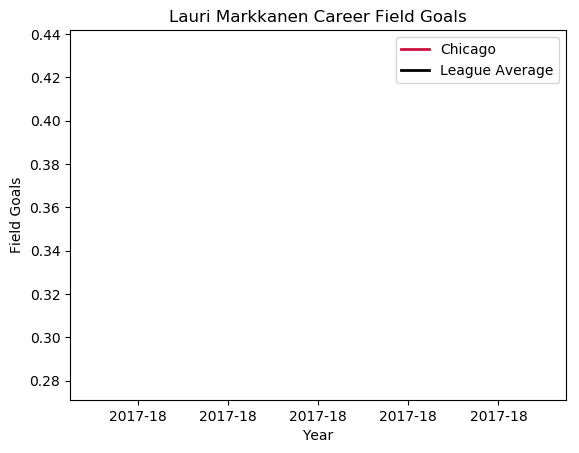 Lauri Markkanen Career Field Goals
Chicago
League Average
0.44
0.42
0.40
0.38
0.36
0.34
0.32
0.30
0.28
Field Goals
2017-18 2017-18 2017-18 2017-18 2017-18
Year